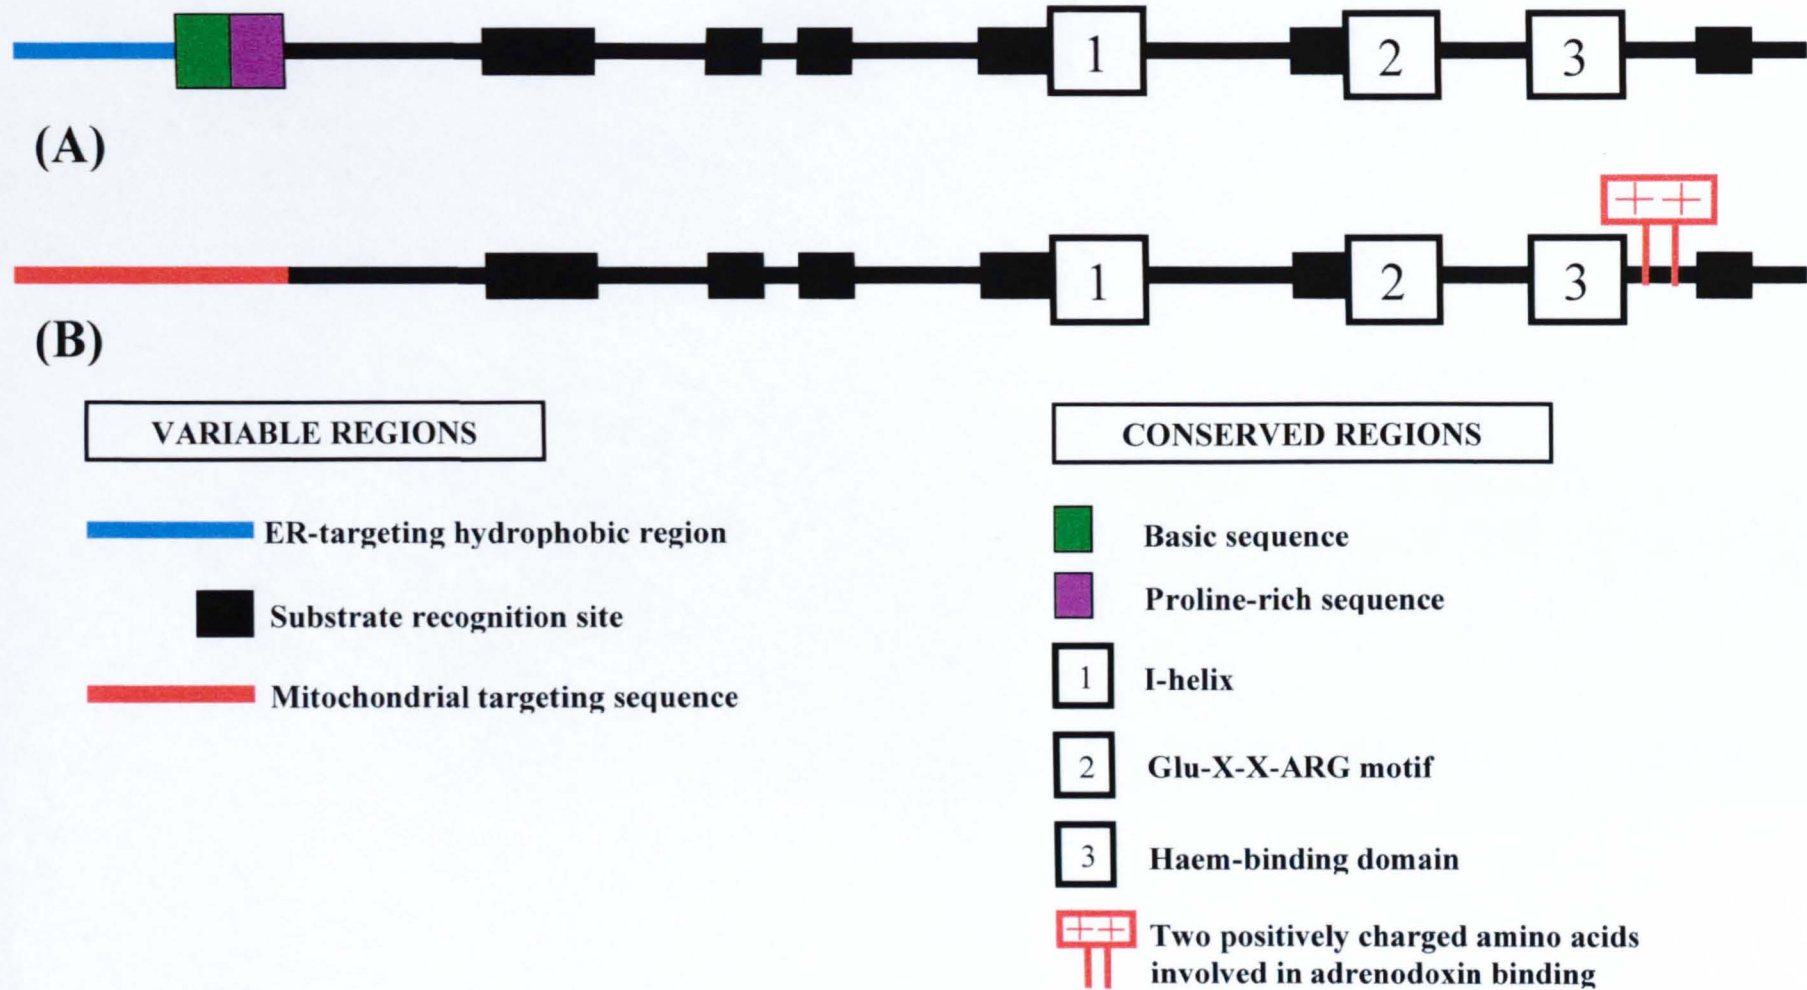 1 2 3
(A)
+ +
1 2 3
(B)
VARIABLE REGIONS
ER-targeting hydrophobic region
Substrate recognition site
Mitochondrial targeting sequence
CONSERVED REGIONS
Basic sequence
Proline-rich sequence
1 I-helix
2 Glu-X-X-ARG motif
3 Haem-binding domain
++ Two positively charged amino acids
involved in adrenodoxin binding